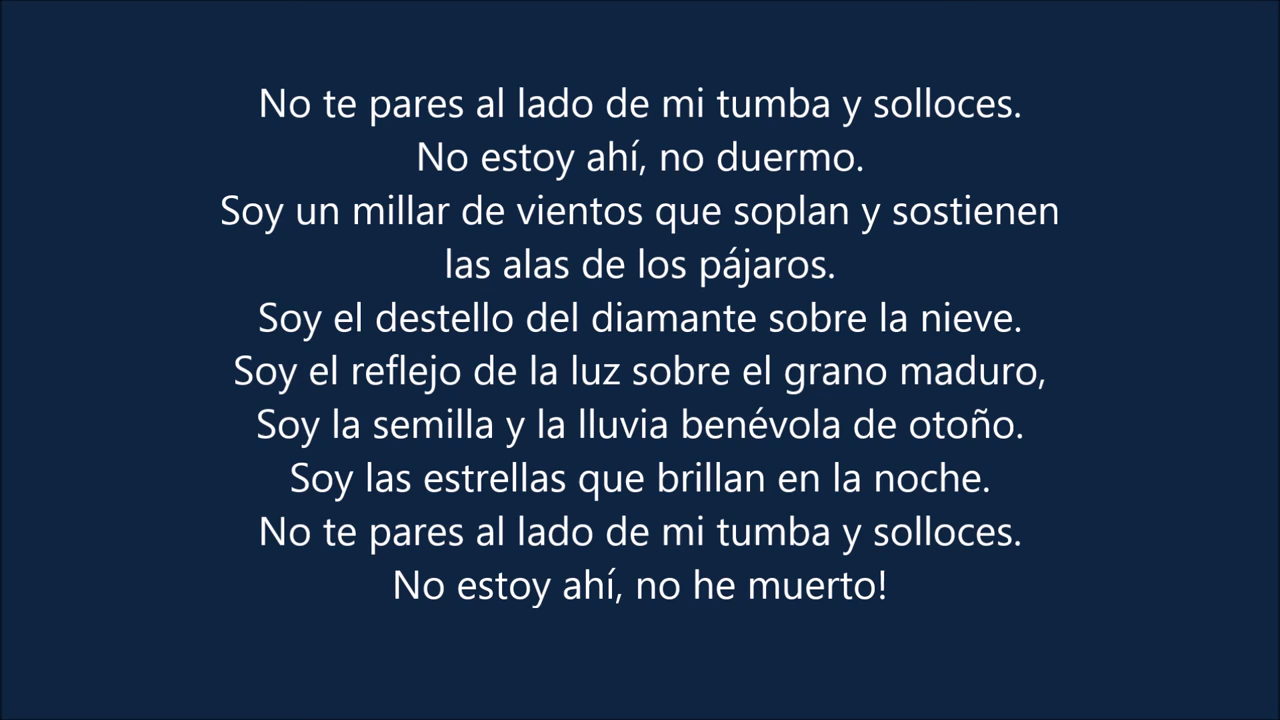 No te pares al lado de mi tumba y solloces.
No estoy ahí, no duermo.
Soy un millar de vientos que soplan y sostienen
las alas de los pájaros.
Soy el destello del diamante sobre la nieve.
Soy el reflejo de la luz sobre el grano maduro,
Soy la semilla y la lluvia benévola de otoño.
Soy las estrellas que brillan en la noche.
No te pares al lado de mi tumba y solloces.
No estoy ahí, no he muerto!